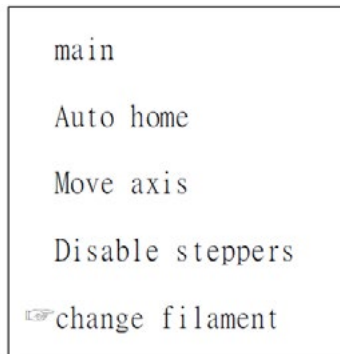 main
Auto home
Move axis
Disable steppers
☞change filament